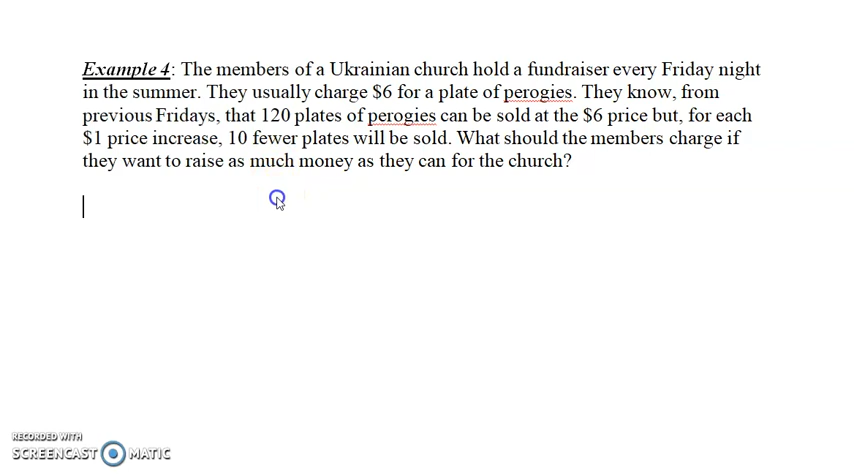 Example 4: The members of a Ukrainian church hold a fundraiser every Friday night
in the summer. They usually charge $6 for a plate of perogies. They know, from
previous Fridays, that 120 plates of perogies can be sold at the $6 price but, for each
$1 price increase, 10 fewer plates will be sold. What should the members charge if
they want to raise as much money as they can for the church?
RECORDED WITH
SCREENCAST MATIC